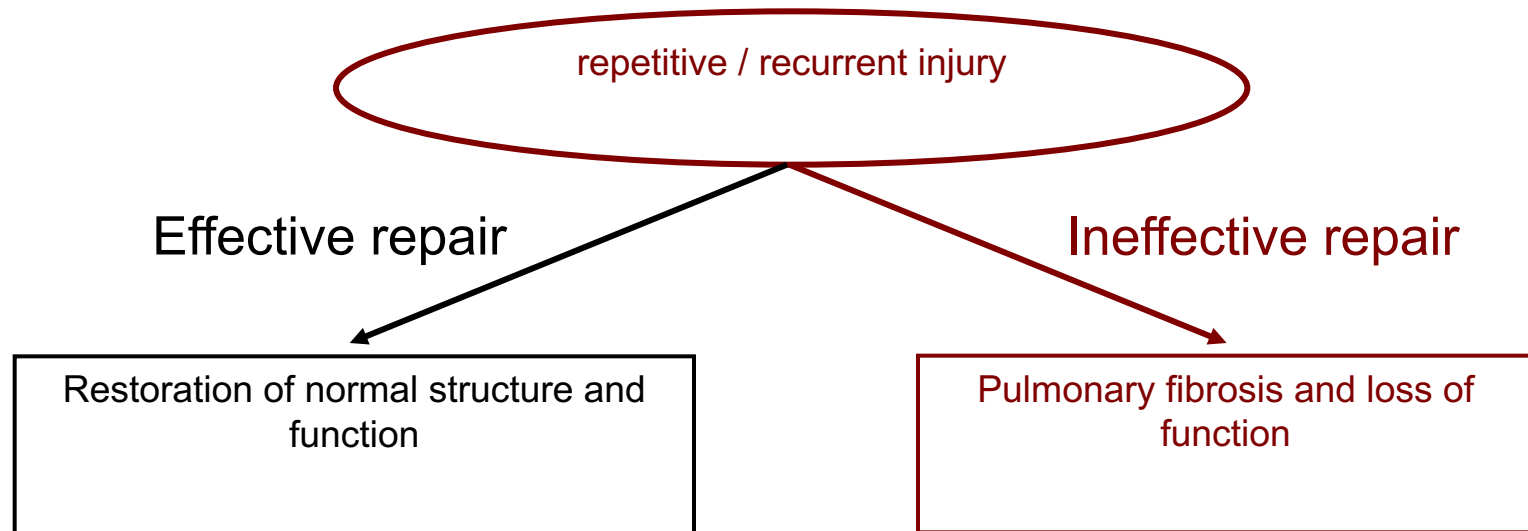 repetitive / recurrent injury
Effective repair
Ineffective repair
Restoration of normal structure and
function
Pulmonary fibrosis and loss of
function